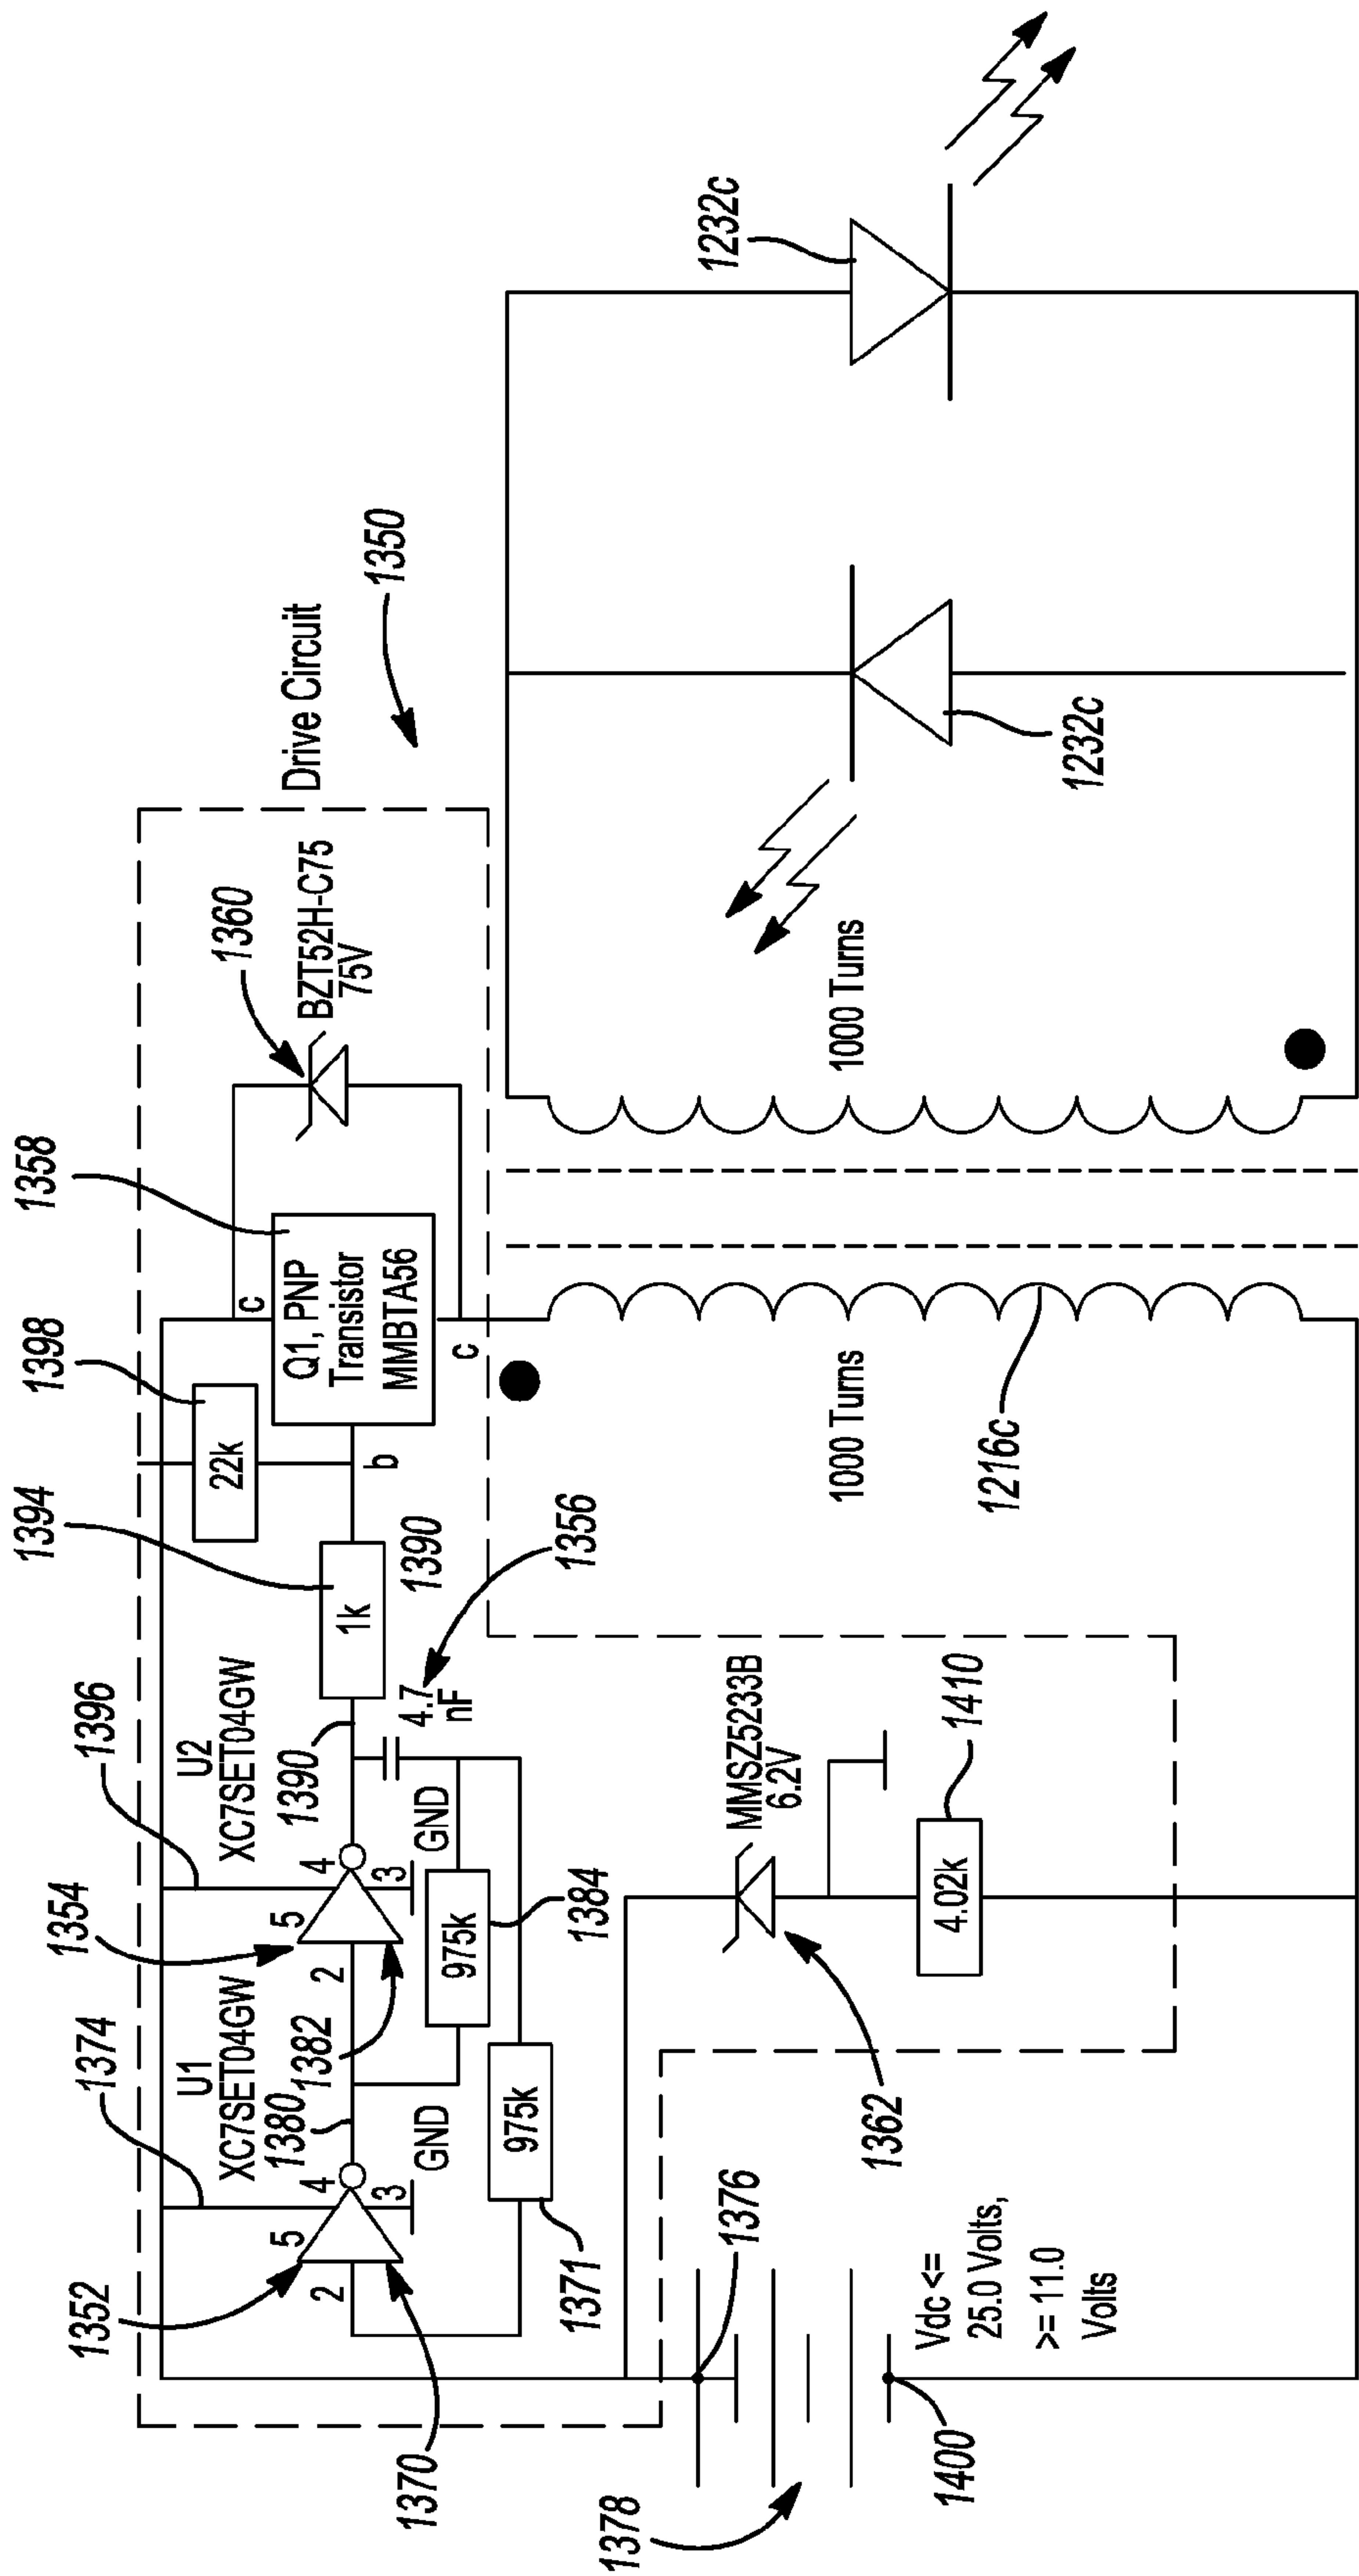 Drive Circuit
1350
1352
1374
1354
1396
1394
1398
1358
1360
U1
XC7SET04GW
U2
XC7SET04GW
5
4
2
3
GND
1380
1382
5
4
2
3
GND
1390
1390
1k
22k
b
c
c
Q1, PNP
Transistor
MMBTA56
BZT52H-C75
75V
4.7
nF
1356
1370
975k
1371
975k
1384
1362
MMSZ5233B
6.2V
4.02k
1410
1376
1378
1400
Vdc <=
25.0 Volts,
>= 11.0
Volts
1000 Turns
1216c
1000 Turns
1232c
1232c